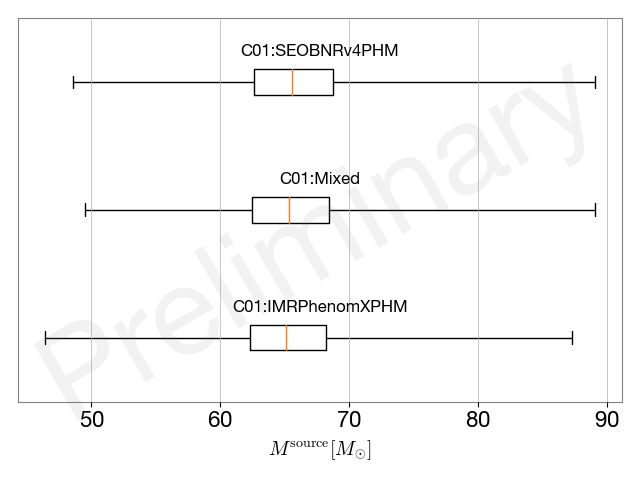 C01:SEOBNRv4PHM
C01:Mixed
C01:IMRPhenomXPHM
Preliminary
50 60 70 80 90
M^source [M_⊙]